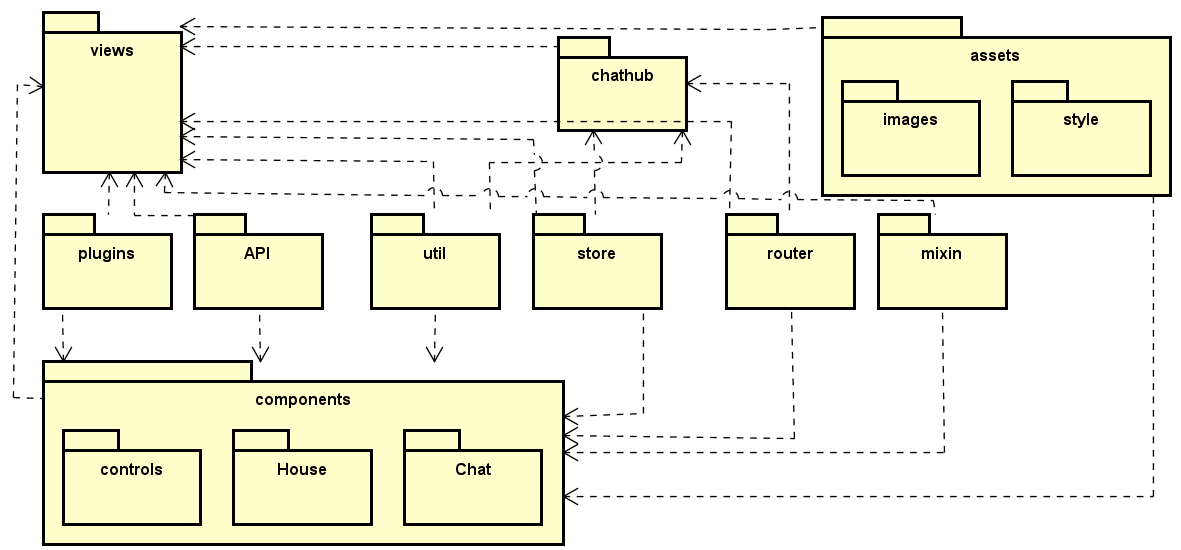 views
chathub
assets
images
style
plugins
API
util
store
router
mixin
components
controls
House
Chat